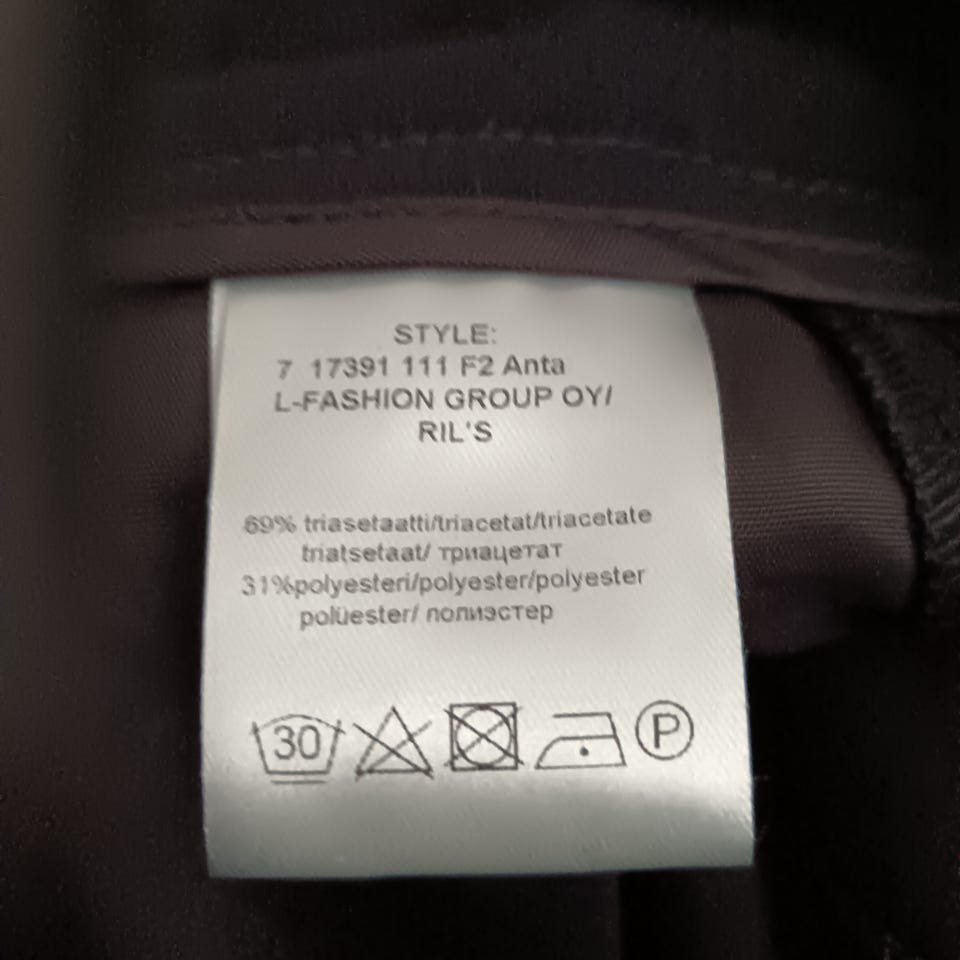 STYLE:
7 17391 111 F2 Anta
L-FASHION GROUP OY/
RIL'S
69% triasetaatti/triacetat/triacetate
triatsetaat/ триацетат
31%polyesteri/polyester/polyester
polüester/ полиэстер
30 P